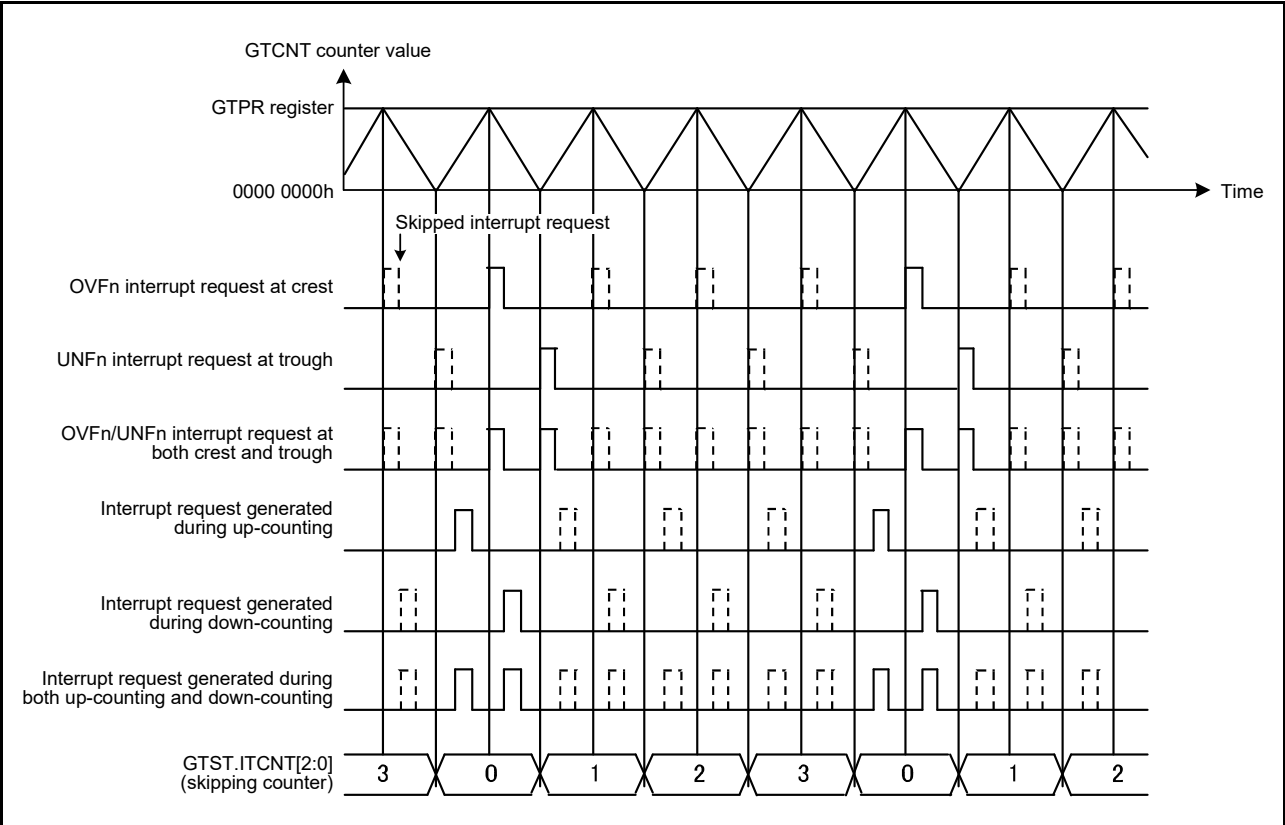 GTCNT counter value
GTPR register
0000 0000h
Time
Skipped interrupt request
OVFn interrupt request at crest
UNFn interrupt request at trough
OVFn/UNFn interrupt request at
both crest and trough
Interrupt request generated
during up-counting
Interrupt request generated
during down-counting
Interrupt request generated during
both up-counting and down-counting
GTST.ITCNT[2:0]
(skipping counter)
3 0 1 2 3 0 1 2